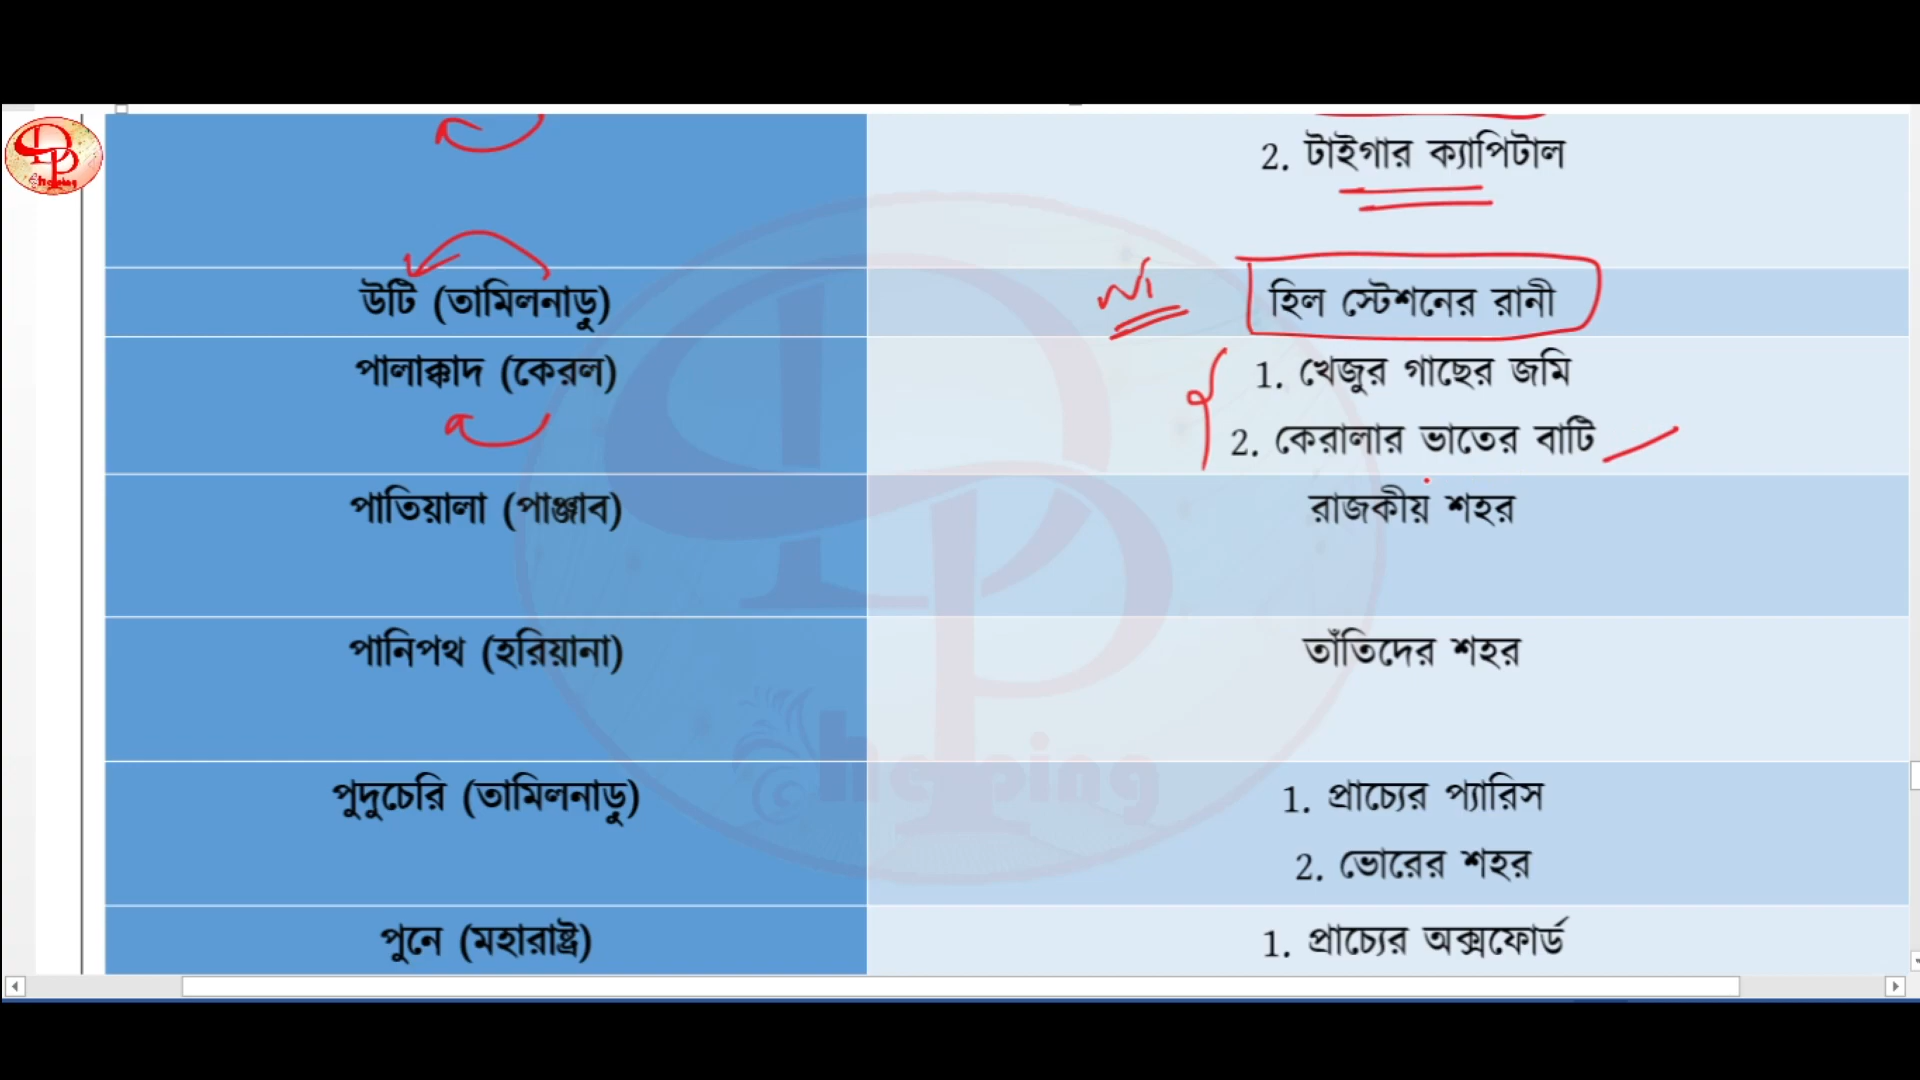 2. টাইগার ক্যাপিটাল
উটি (তামিলনাড়ু)
হিল স্টেশনের রানী
পালাক্কাদ (কেরল)
1. খেজুর গাছের জমি
2. কেরালার ভাতের বাটি
পাতিয়ালা (পাঞ্জাব)
রাজকীয় শহর
পানিপথ (হরিয়ানা)
তাঁতিদের শহর
পুদুচেরি (তামিলনাড়ু)
1. প্রাচ্যের প্যারিস
2. ভোরের শহর
পুনে (মহারাষ্ট্র)
1. প্রাচ্যের অক্সফোর্ড
helping